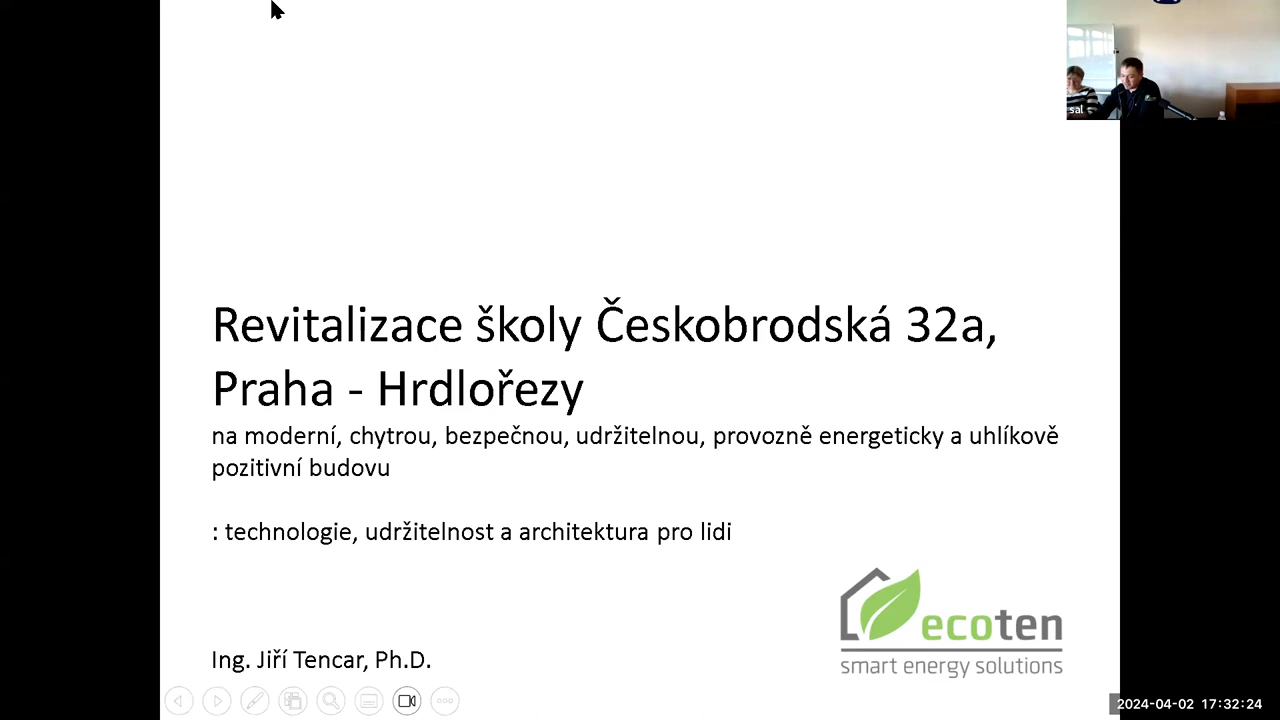 sal
Revitalizace školy Českobrodská 32a,
Praha - Hrdlořezy
na moderní, chytrou, bezpečnou, udržitelnou, provozně energeticky a uhlíkově
pozitivní budovu
: technologie, udržitelnost a architektura pro lidi
ecoten
smart energy solutions
Ing. Jiří Tencar, Ph.D.
2024-04-02 17:32:24